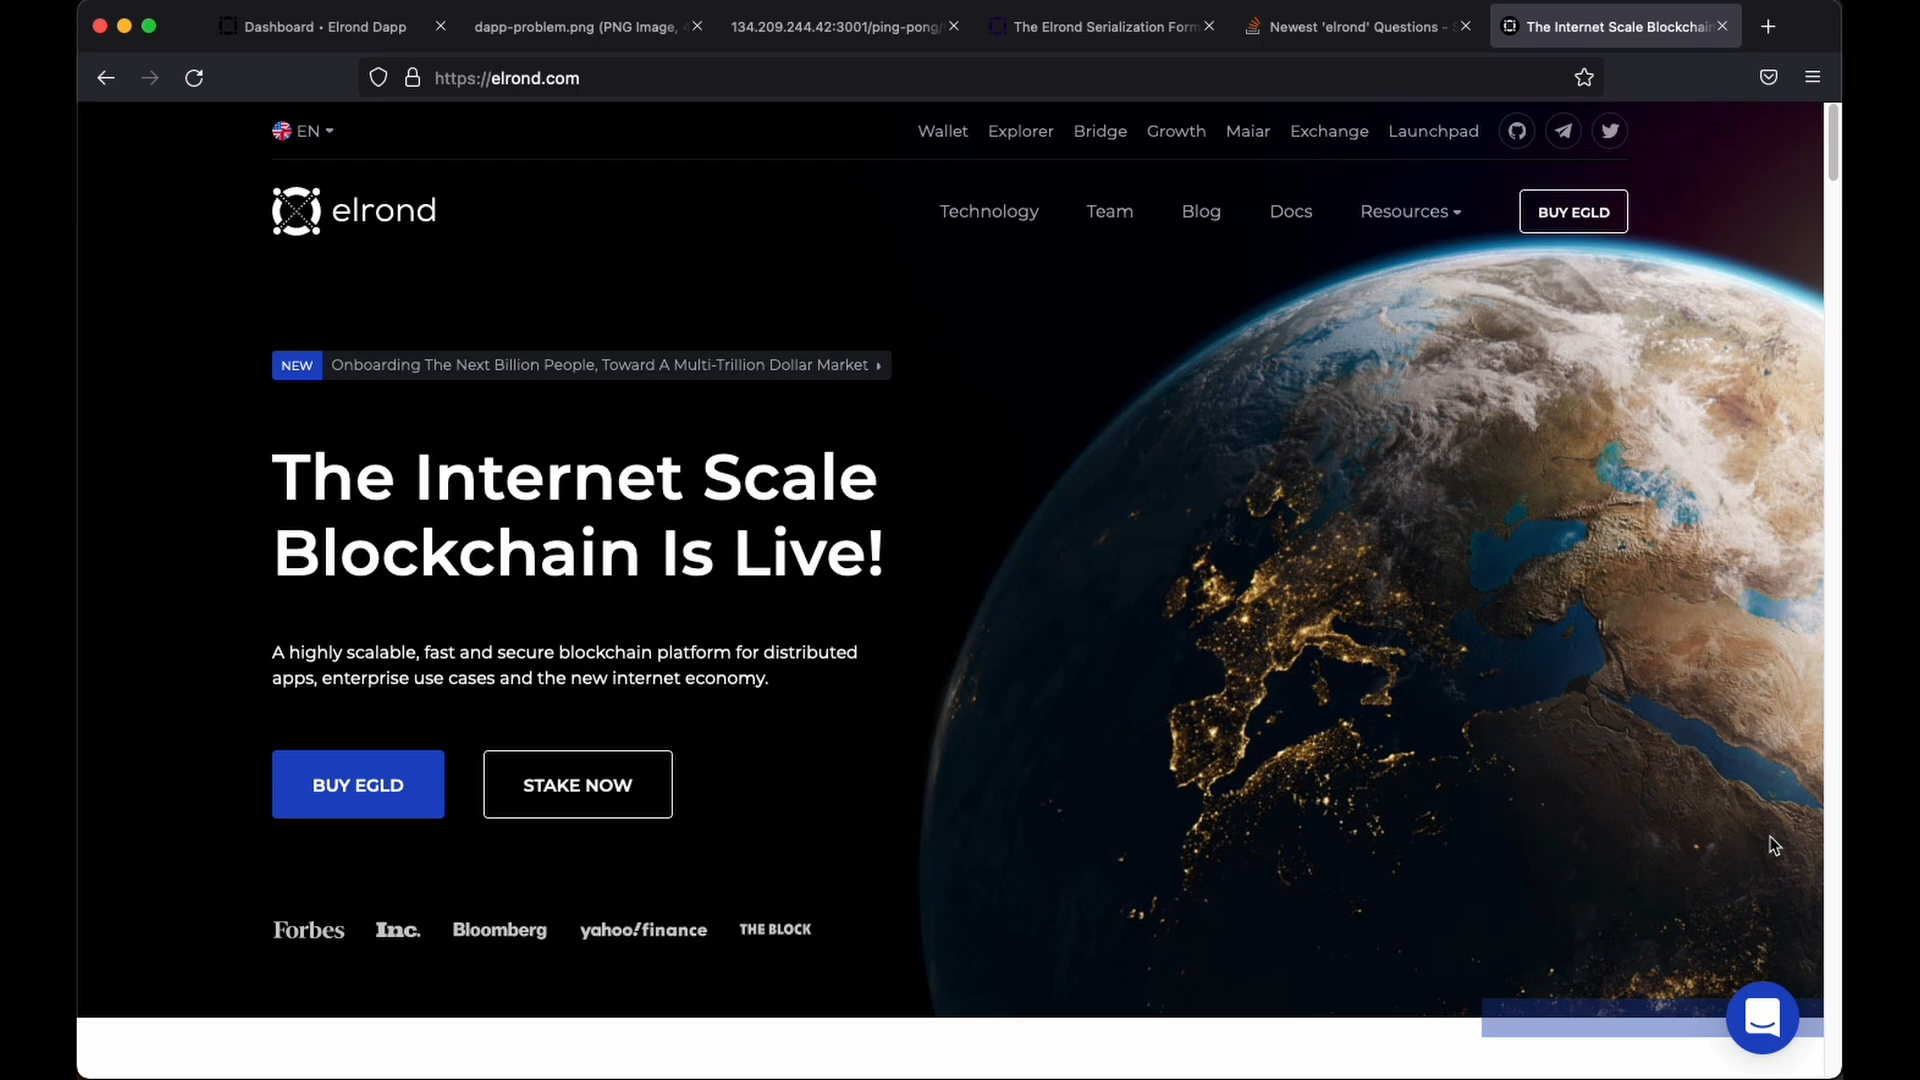 Dashboard • Elrond Dapp
dapp-problem.png (PNG Image,
134.209.244.42:3001/ping-pong/
The Elrond Serialization Form
Newest 'elrond' Questions -
The Internet Scale Blockchain
https://elrond.com
EN
Wallet Explorer Bridge Growth Maiar Exchange Launchpad
elrond
Technology Team Blog Docs Resources BUY EGLD
NEW Onboarding The Next Billion People, Toward A Multi-Trillion Dollar Market
The Internet Scale
Blockchain Is Live!
A highly scalable, fast and secure blockchain platform for distributed
apps, enterprise use cases and the new internet economy.
BUY EGLD STAKE NOW
Forbes Inc. Bloomberg yahoo!finance THE BLOCK